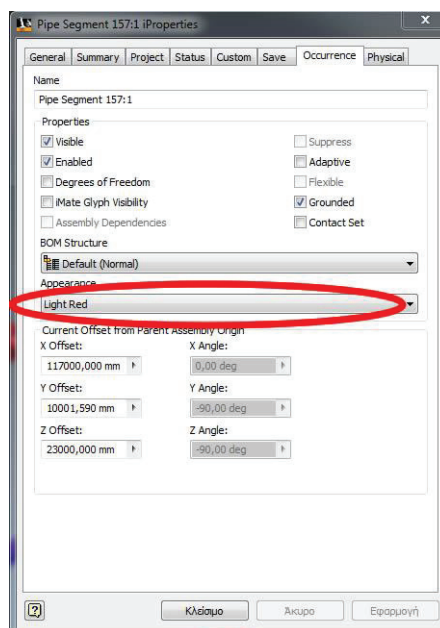 Pipe Segment 157:1 iProperties
x
General Summary Project Status Custom Save Occurrence Physical
Name
Pipe Segment 157:1
Properties
Visible Suppress
Enabled Adaptive
Degrees of Freedom Flexible
iMate Glyph Visibility Grounded
Assembly Dependencies Contact Set
BOM Structure
Default (Normal)
Appearance
Light Red
Current Offset from Parent Assembly Origin
X Offset: X Angle:
117000,000 mm 0,00 deg
Y Offset: Y Angle:
10001,590 mm -90,00 deg
Z Offset: Z Angle:
23000,000 mm -90,00 deg
?
Κλείσιμο Άκυρο Εφαρμογή